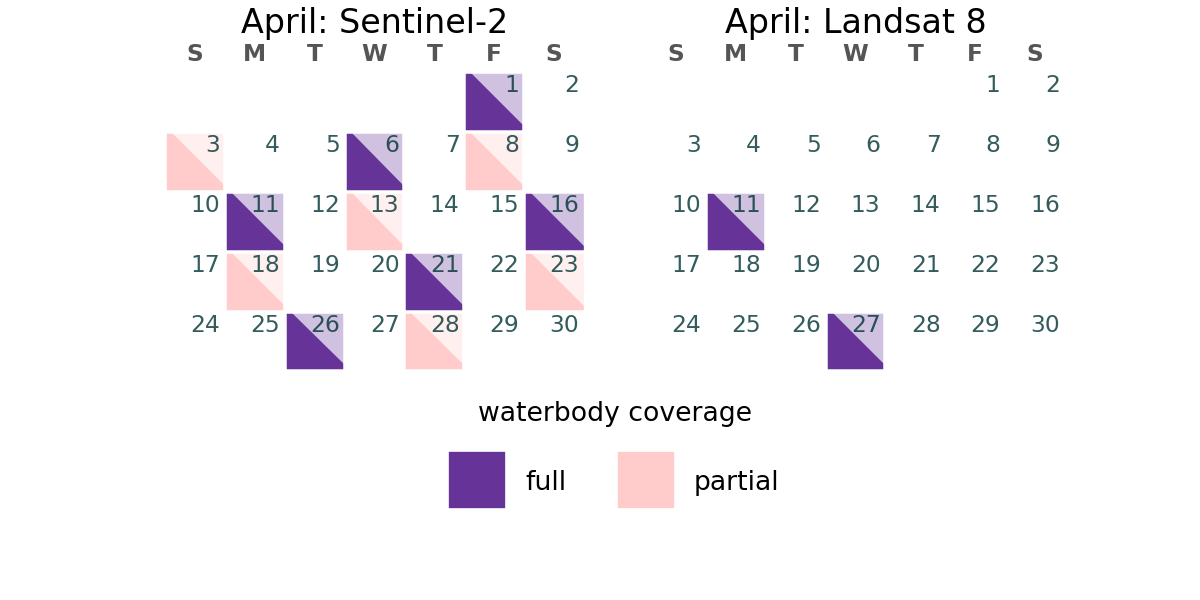 April: Sentinel-2
S M T W T F S
1 2
3 4 5 6 7 8 9
10 11 12 13 14 15 16
17 18 19 20 21 22 23
24 25 26 27 28 29 30
April: Landsat 8
S M T W T F S
1 2
3 4 5 6 7 8 9
10 11 12 13 14 15 16
17 18 19 20 21 22 23
24 25 26 27 28 29 30
waterbody coverage
full
partial